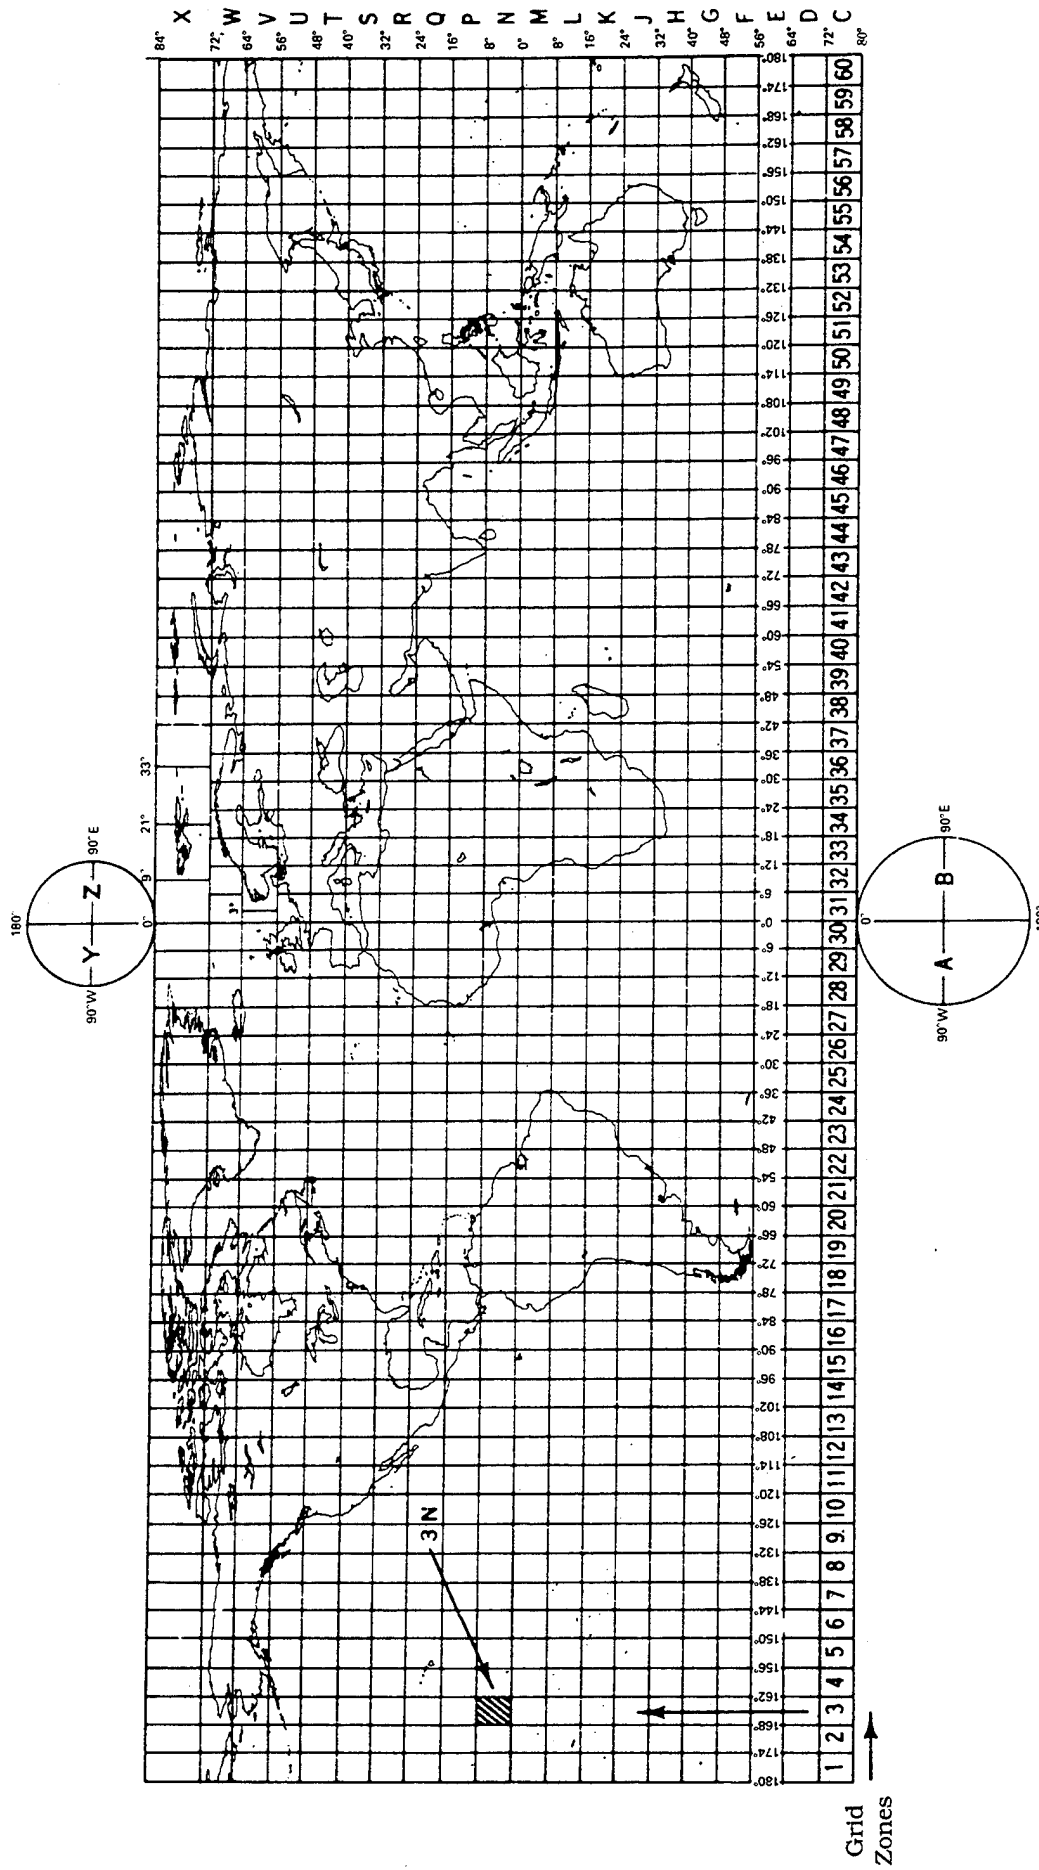 180°
90°W Y Z 90°E
0° 9° 21° 33°
3°
84° X
72° W
64° V
56° U
48° T
40° S
32° R
24° Q
16° P
8° N
0° M
8° L
16° K
24° J
32° H
40° G
48° F
56° E
64° D
72° C
80°
3N
180° 174° 168° 162° 156° 150° 144° 138° 132° 126° 120° 114° 108° 102° 96° 90° 84° 78° 72° 66° 60° 54° 48° 42° 36° 30° 24° 18° 12° 6° 0° 6° 12° 18° 24° 30° 36° 42° 48° 54° 60° 66° 72° 78° 84° 90° 96° 102° 108° 114° 120° 126° 132° 138° 144° 150° 156° 162° 168° 174° 180°
1 2 3 4 5 6 7 8 9 10 11 12 13 14 15 16 17 18 19 20 21 22 23 24 25 26 27 28 29 30 31 32 33 34 35 36 37 38 39 40 41 42 43 44 45 46 47 48 49 50 51 52 53 54 55 56 57 58 59 60
Grid
Zones
0°
90°W A B 90°E
180°